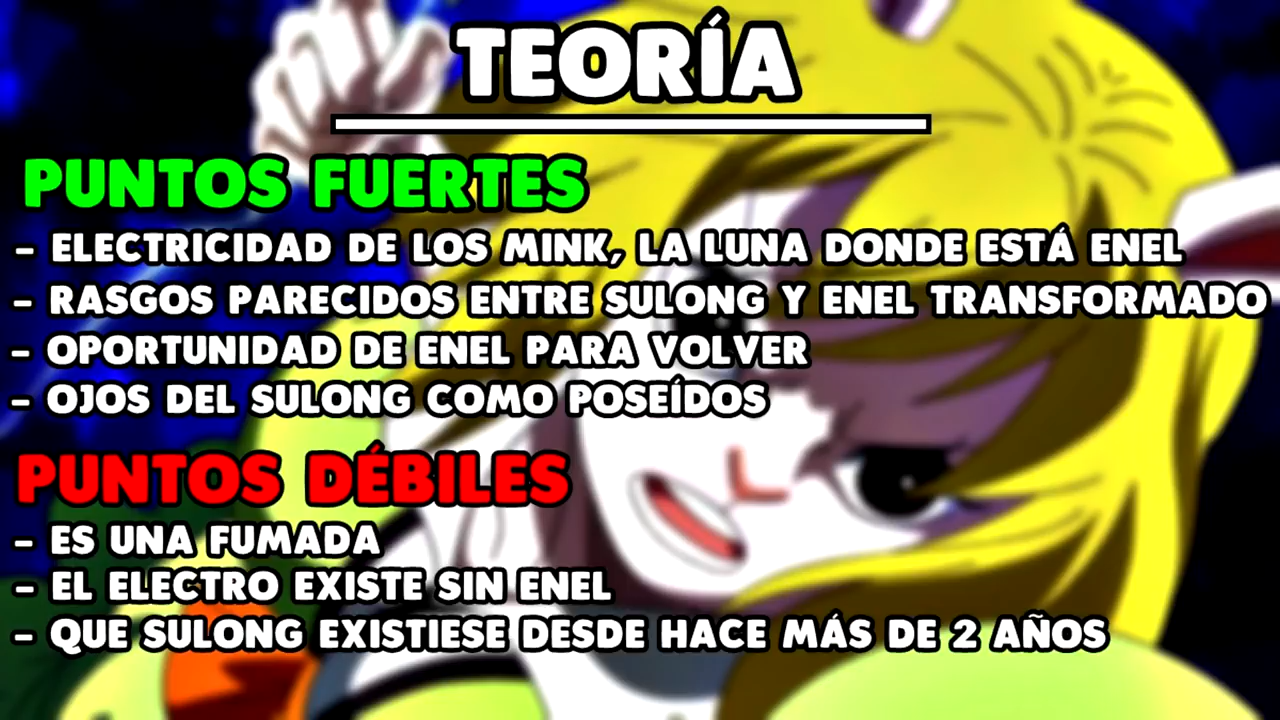 TEORÍA
PUNTOS FUERTES
- ELECTRICIDAD DE LOS MINK, LA LUNA DONDE ESTÁ ENEL
- RASGOS PARECIDOS ENTRE SULONG Y ENEL TRANSFORMADO
- OPORTUNIDAD DE ENEL PARA VOLVER
- OJOS DEL SULONG COMO POSEÍDOS
PUNTOS DÉBILES
- ES UNA FUMADA
- EL ELECTRO EXISTE SIN ENEL
- QUE SULONG EXISTIESE DESDE HACE MÁS DE 2 AÑOS